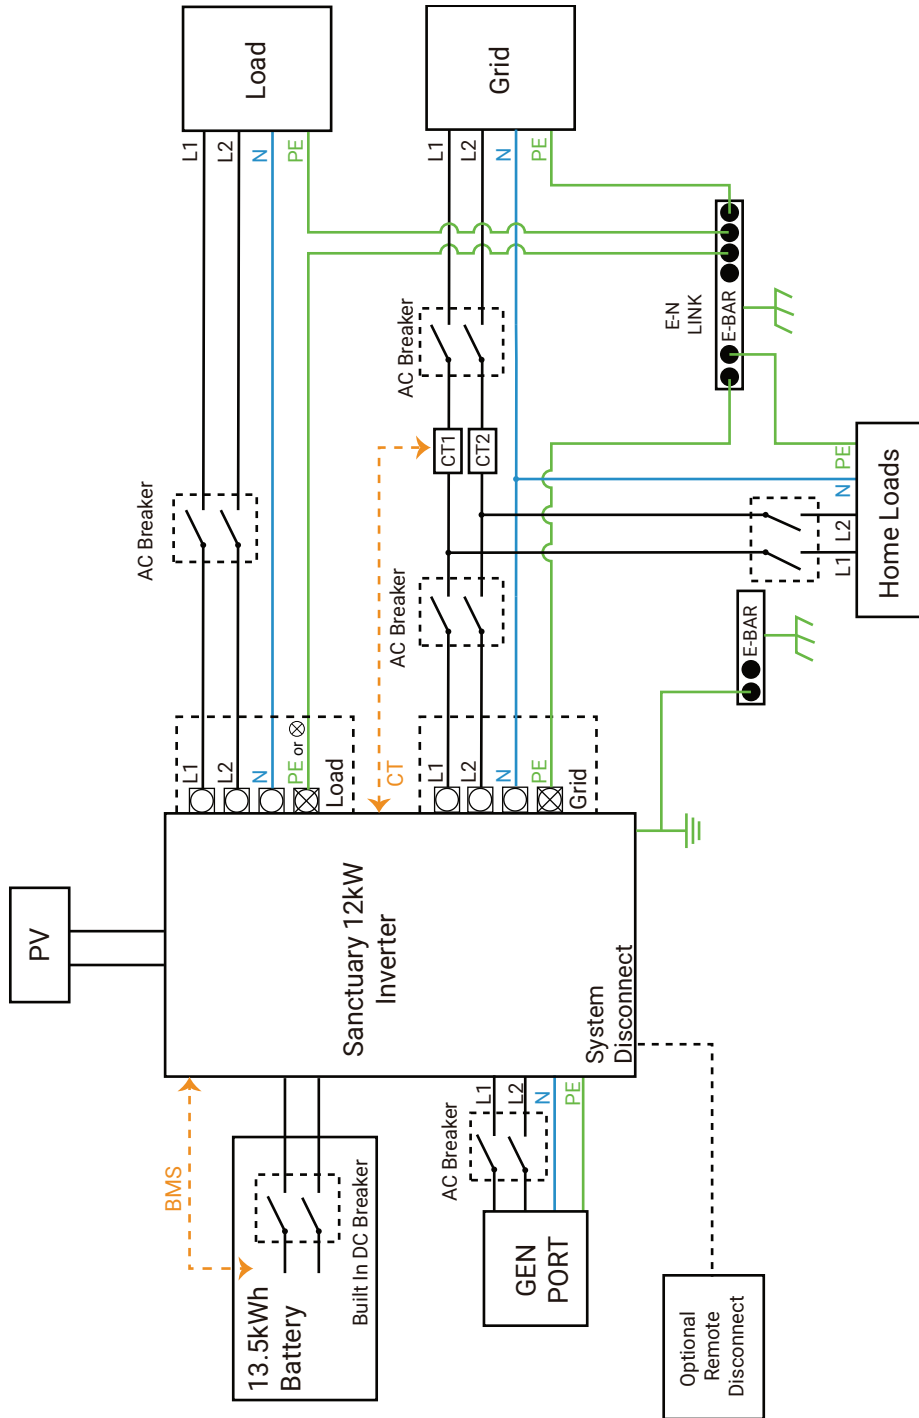 Load
L1
L2
N
PE
Grid
L1
L2
N
PE
AC Breaker
E-N
LINK
E-BAR
AC Breaker
CT1
CT2
AC Breaker
PE
N
L2
L1
Home Loads
E-BAR
L1
L2
N
PE or
Load
CT
L1
L2
N
PE
Grid
PV
Sanctuary 12kW
Inverter
System
Disconnect
BMS
13.5kWh
Battery
Built In DC Breaker
AC Breaker
L1
L2
N
PE
GEN
PORT
Optional
Remote
Disconnect